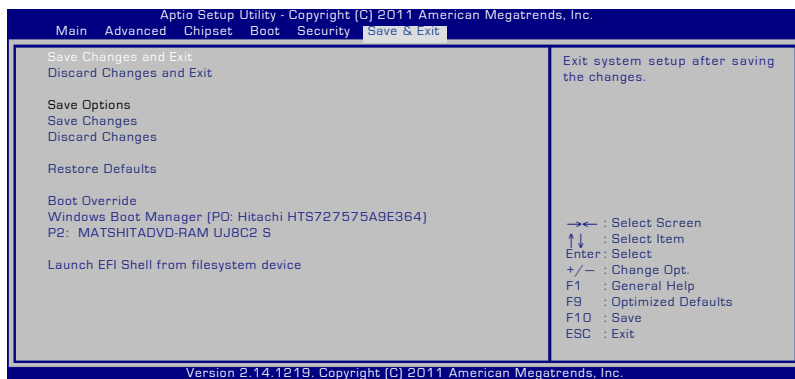 Aptio Setup Utility - Copyright (C) 2011 American Megatrends, Inc.
Main Advanced Chipset Boot Security Save & Exit
Save Changes and Exit
Discard Changes and Exit
Save Options
Save Changes
Discard Changes
Restore Defaults
Boot Override
Windows Boot Manager (P0: Hitachi HTS727575A9E364)
P2: MATSHITADVD-RAM UJ8C2 S
Launch EFI Shell from filesystem device
Exit system setup after saving
the changes.
→← : Select Screen
↑↓ : Select Item
Enter : Select
+/— : Change Opt.
F1 : General Help
F9 : Optimized Defaults
F10 : Save
ESC : Exit
Version 2.14.1219. Copyright (C) 2011 American Megatrends, Inc.